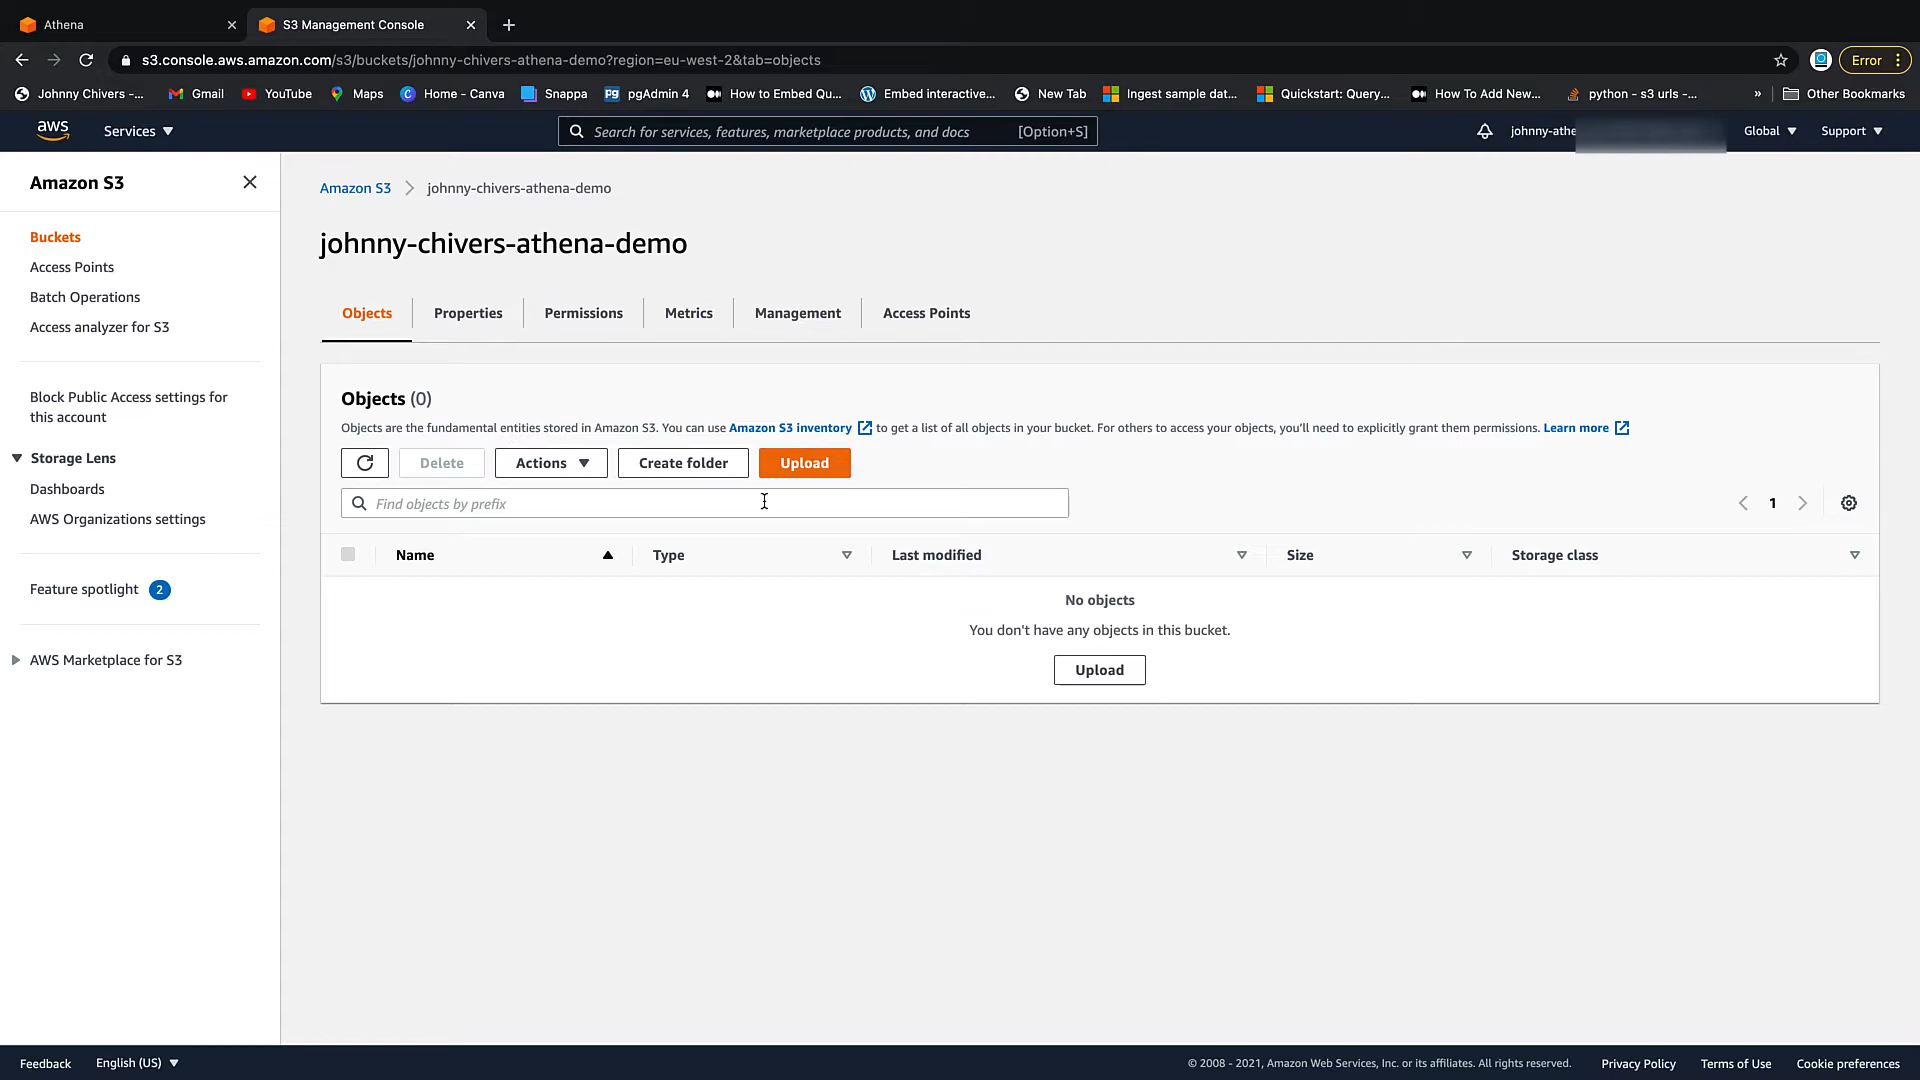 Athena
S3 Management Console
s3.console.aws.amazon.com/s3/buckets/johnny-chivers-athena-demo?region=eu-west-2&tab=objects
Error
Johnny Chivers -...
Gmail
YouTube
Maps
Home - Canva
Snappa
pgAdmin 4
How to Embed Qu...
Embed interactive...
New Tab
Ingest sample dat...
Quickstart: Query...
How To Add New...
python - s3 urls -...
»
Other Bookmarks
aws
Services
Search for services, features, marketplace products, and docs
[Option+S]
johnny-athe
Global
Support
Amazon S3
Buckets
Access Points
Batch Operations
Access analyzer for S3
Block Public Access settings for
this account
Storage Lens
Dashboards
AWS Organizations settings
Feature spotlight 2
AWS Marketplace for S3
Amazon S3
johnny-chivers-athena-demo
johnny-chivers-athena-demo
Objects
Properties
Permissions
Metrics
Management
Access Points
Objects (0)
Objects are the fundamental entities stored in Amazon S3. You can use Amazon S3 inventory to get a list of all objects in your bucket. For others to access your objects, you'll need to explicitly grant them permissions. Learn more
Delete
Actions
Create folder
Upload
Find objects by prefix
1
Name
Type
Last modified
Size
Storage class
No objects
You don't have any objects in this bucket.
Upload
Feedback
English (US)
© 2008 - 2021, Amazon Web Services, Inc. or its affiliates. All rights reserved.
Privacy Policy
Terms of Use
Cookie preferences